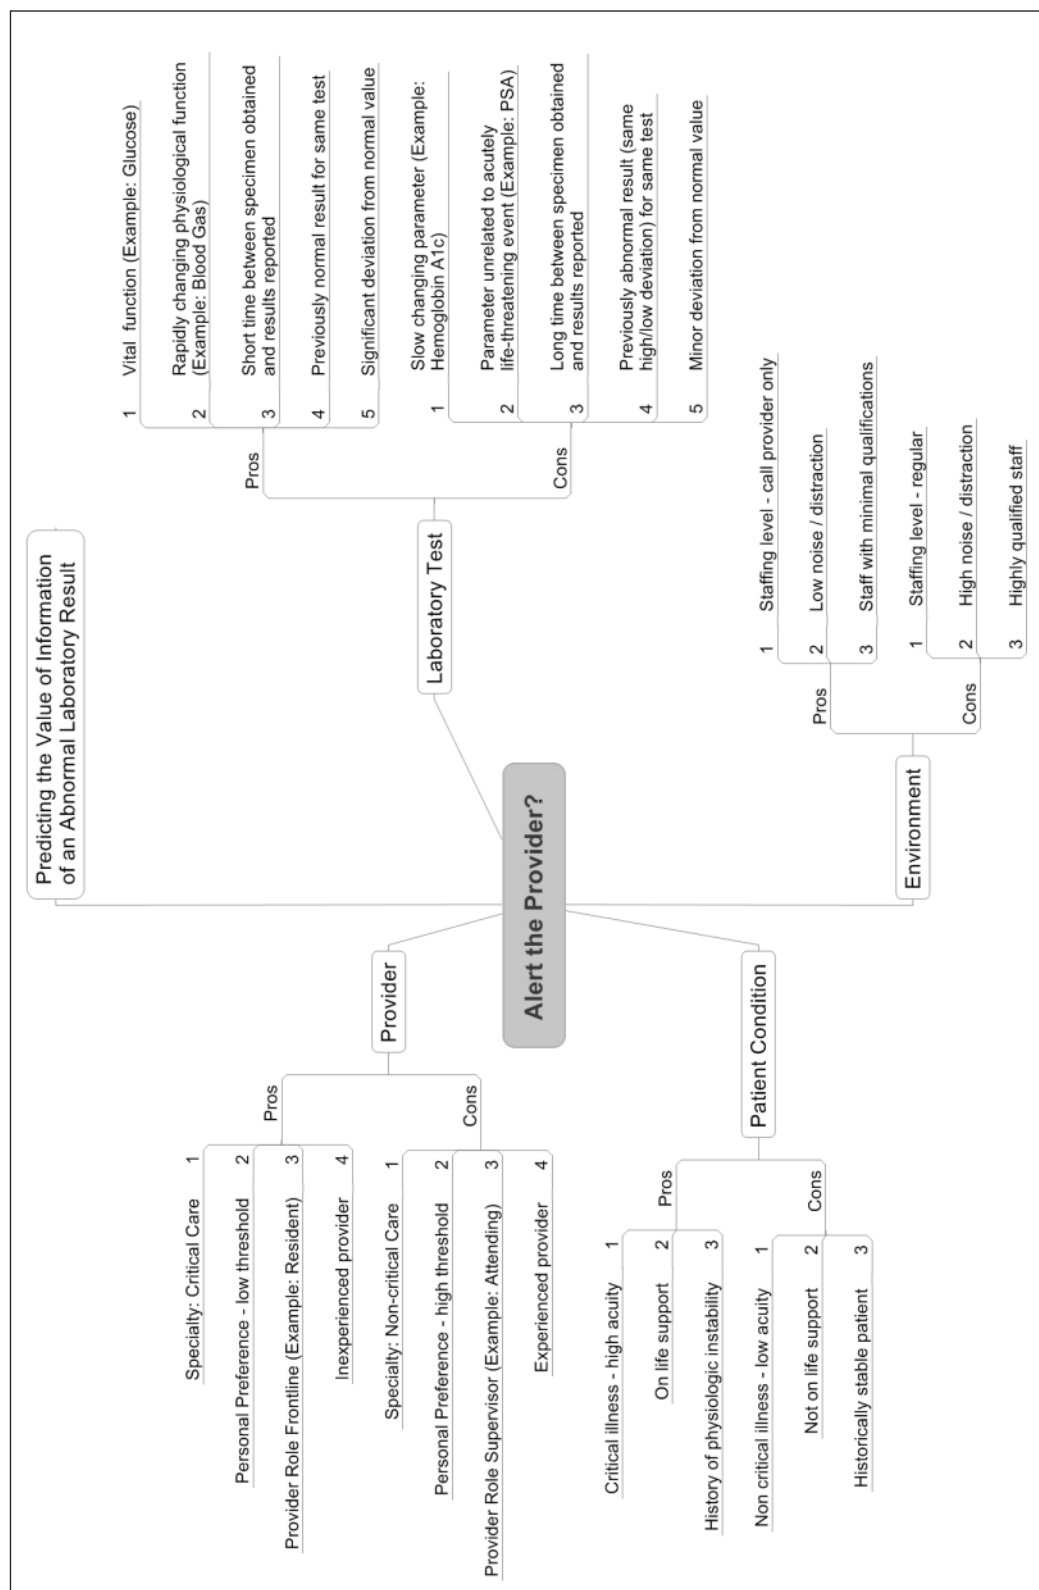 Predicting the Value of Information
of an Abnormal Laboratory Result
Alert the Provider?
Laboratory Test
Pros
1 Vital function (Example: Glucose)
2 Rapidly changing physiological function
(Example: Blood Gas)
3 Short time between specimen obtained
and results reported
4 Previously normal result for same test
5 Significant deviation from normal value
Cons
1 Slow changing parameter (Example:
Hemoglobin A1c)
2 Parameter unrelated to acutely
life-threatening event (Example: PSA)
3 Long time between specimen obtained
and results reported
4 Previously abnormal result (same
high/low deviation) for same test
5 Minor deviation from normal value
Environment
Pros
1 Staffing level - call provider only
2 Low noise / distraction
3 Staff with minimal qualifications
Cons
1 Staffing level - regular
2 High noise / distraction
3 Highly qualified staff
Provider
Pros
Specialty: Critical Care 1
Personal Preference - low threshold 2
Provider Role Frontline (Example: Resident) 3
Inexperienced provider 4
Cons
Specialty: Non-critical Care 1
Personal Preference - high threshold 2
Provider Role Supervisor (Example: Attending) 3
Experienced provider 4
Patient Condition
Pros
Critical illness - high acuity 1
On life support 2
History of physiologic instability 3
Cons
Non critical illness - low acuity 1
Not on life support 2
Historically stable patient 3